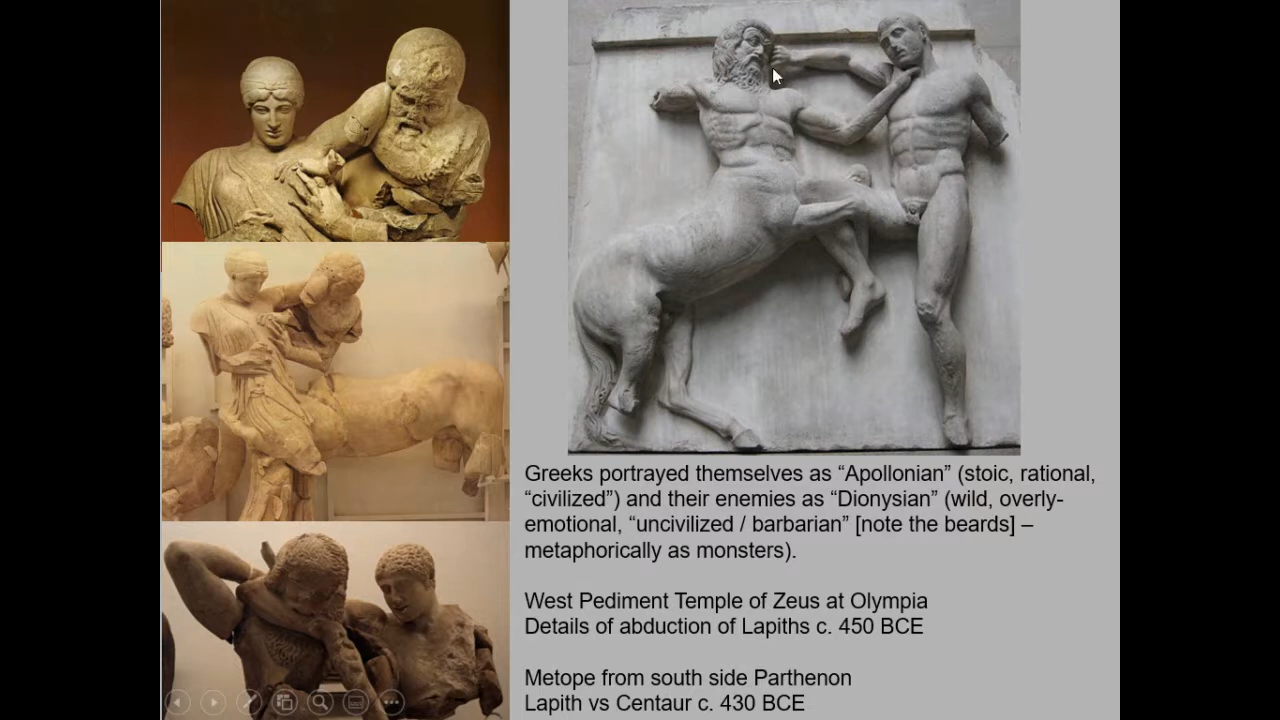 Greeks portrayed themselves as “Apollonian” (stoic, rational,
“civilized”) and their enemies as “Dionysian” (wild, overly-
emotional, “uncivilized / barbarian” [note the beards] –
metaphorically as monsters).
West Pediment Temple of Zeus at Olympia
Details of abduction of Lapiths c. 450 BCE
Metope from south side Parthenon
Lapith vs Centaur c. 430 BCE